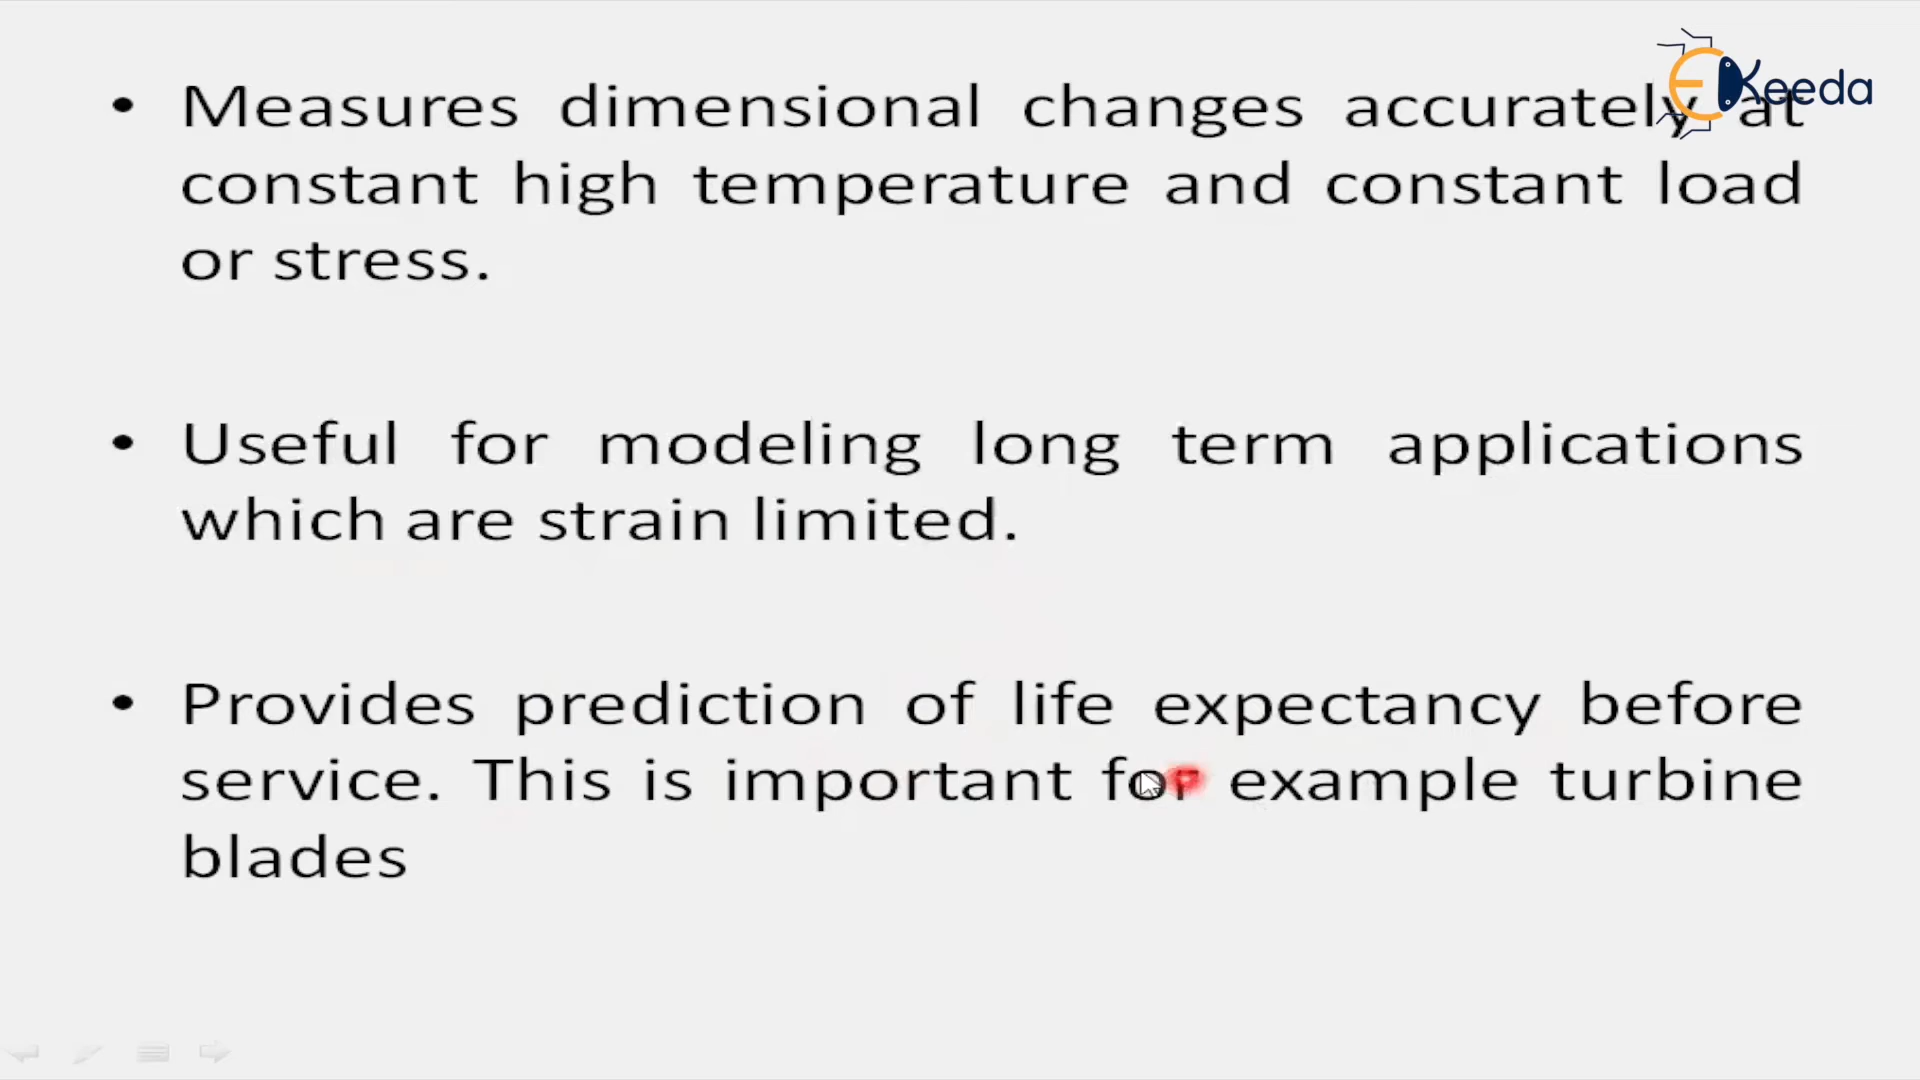 EKeeda
• Measures dimensional changes accurately at
constant high temperature and constant load
or stress.
• Useful for modeling long term applications
which are strain limited.
• Provides prediction of life expectancy before
service. This is important for example turbine
blades